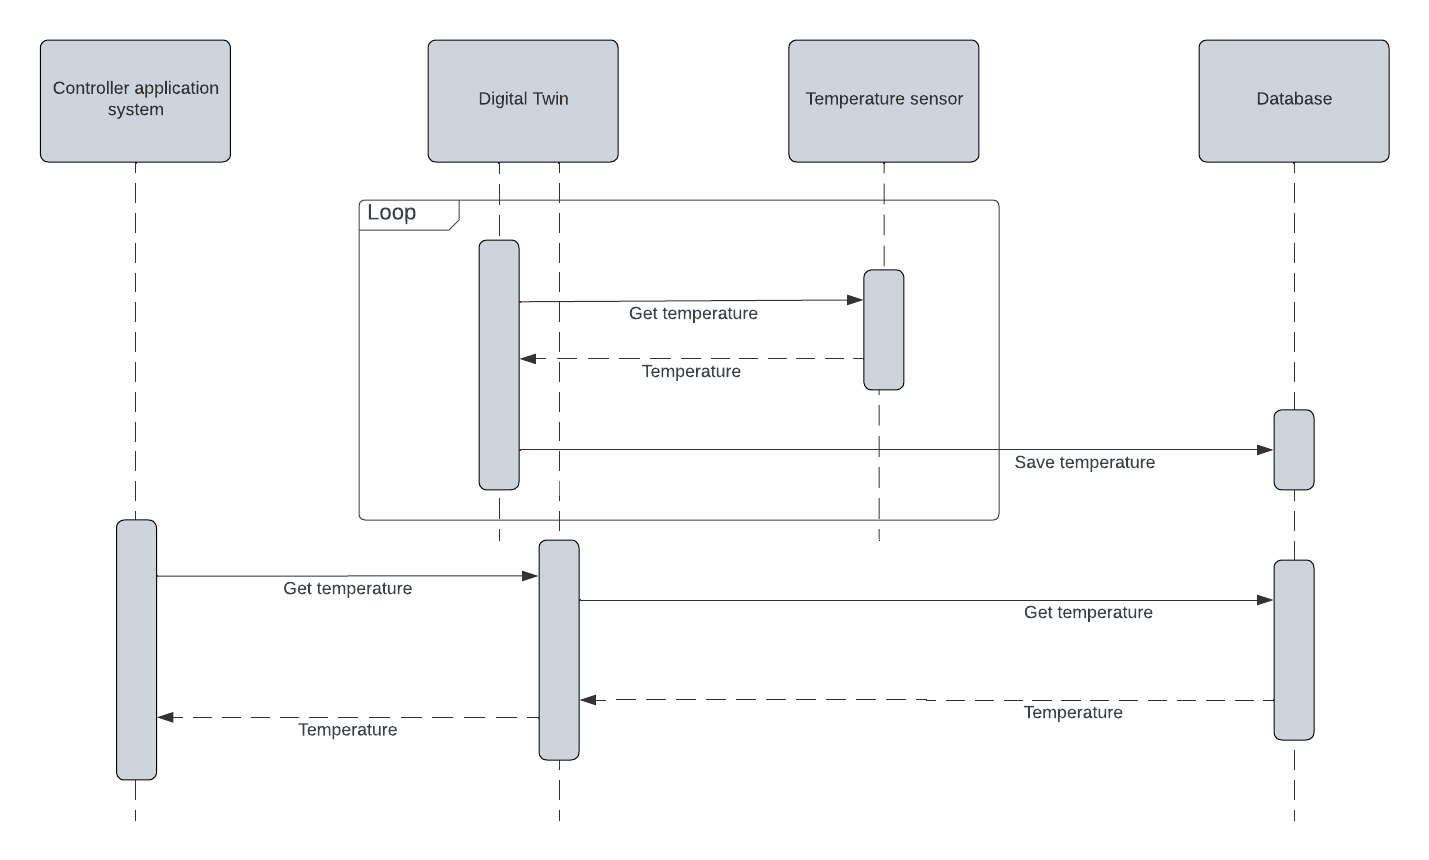 Controller application
system
Digital Twin
Temperature sensor
Database
Loop
Get temperature
Temperature
Save temperature
Get temperature
Get temperature
Temperature
Temperature